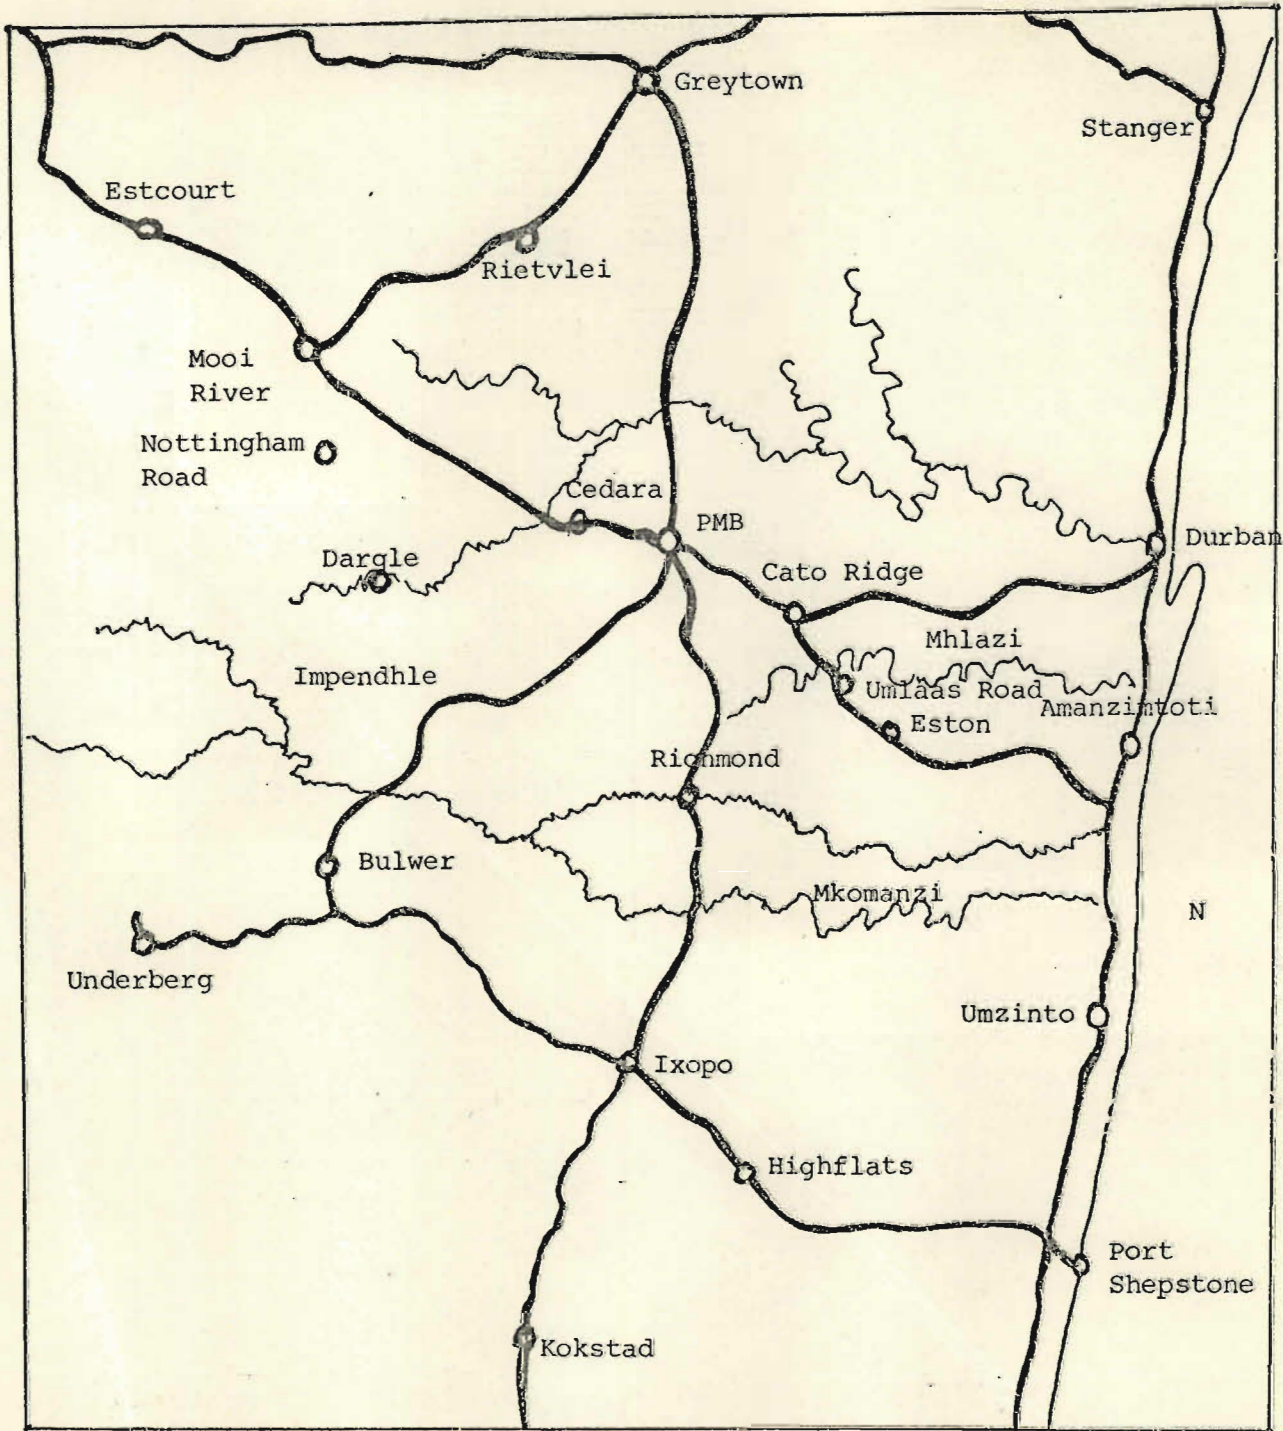 Greytown
Stanger
Estcourt
Rietvlei
Mooi
River
Nottingham
Road
Cedara
PMB
Durban
Dargle
Cato Ridge
Mhlazi
Impendhle
Umlaas Road
Amanzimtoti
Eston
Richmond
Bulwer
Mkomanzi
N
Underberg
Umzinto
Ixopo
Highflats
Port
Shepstone
Kokstad